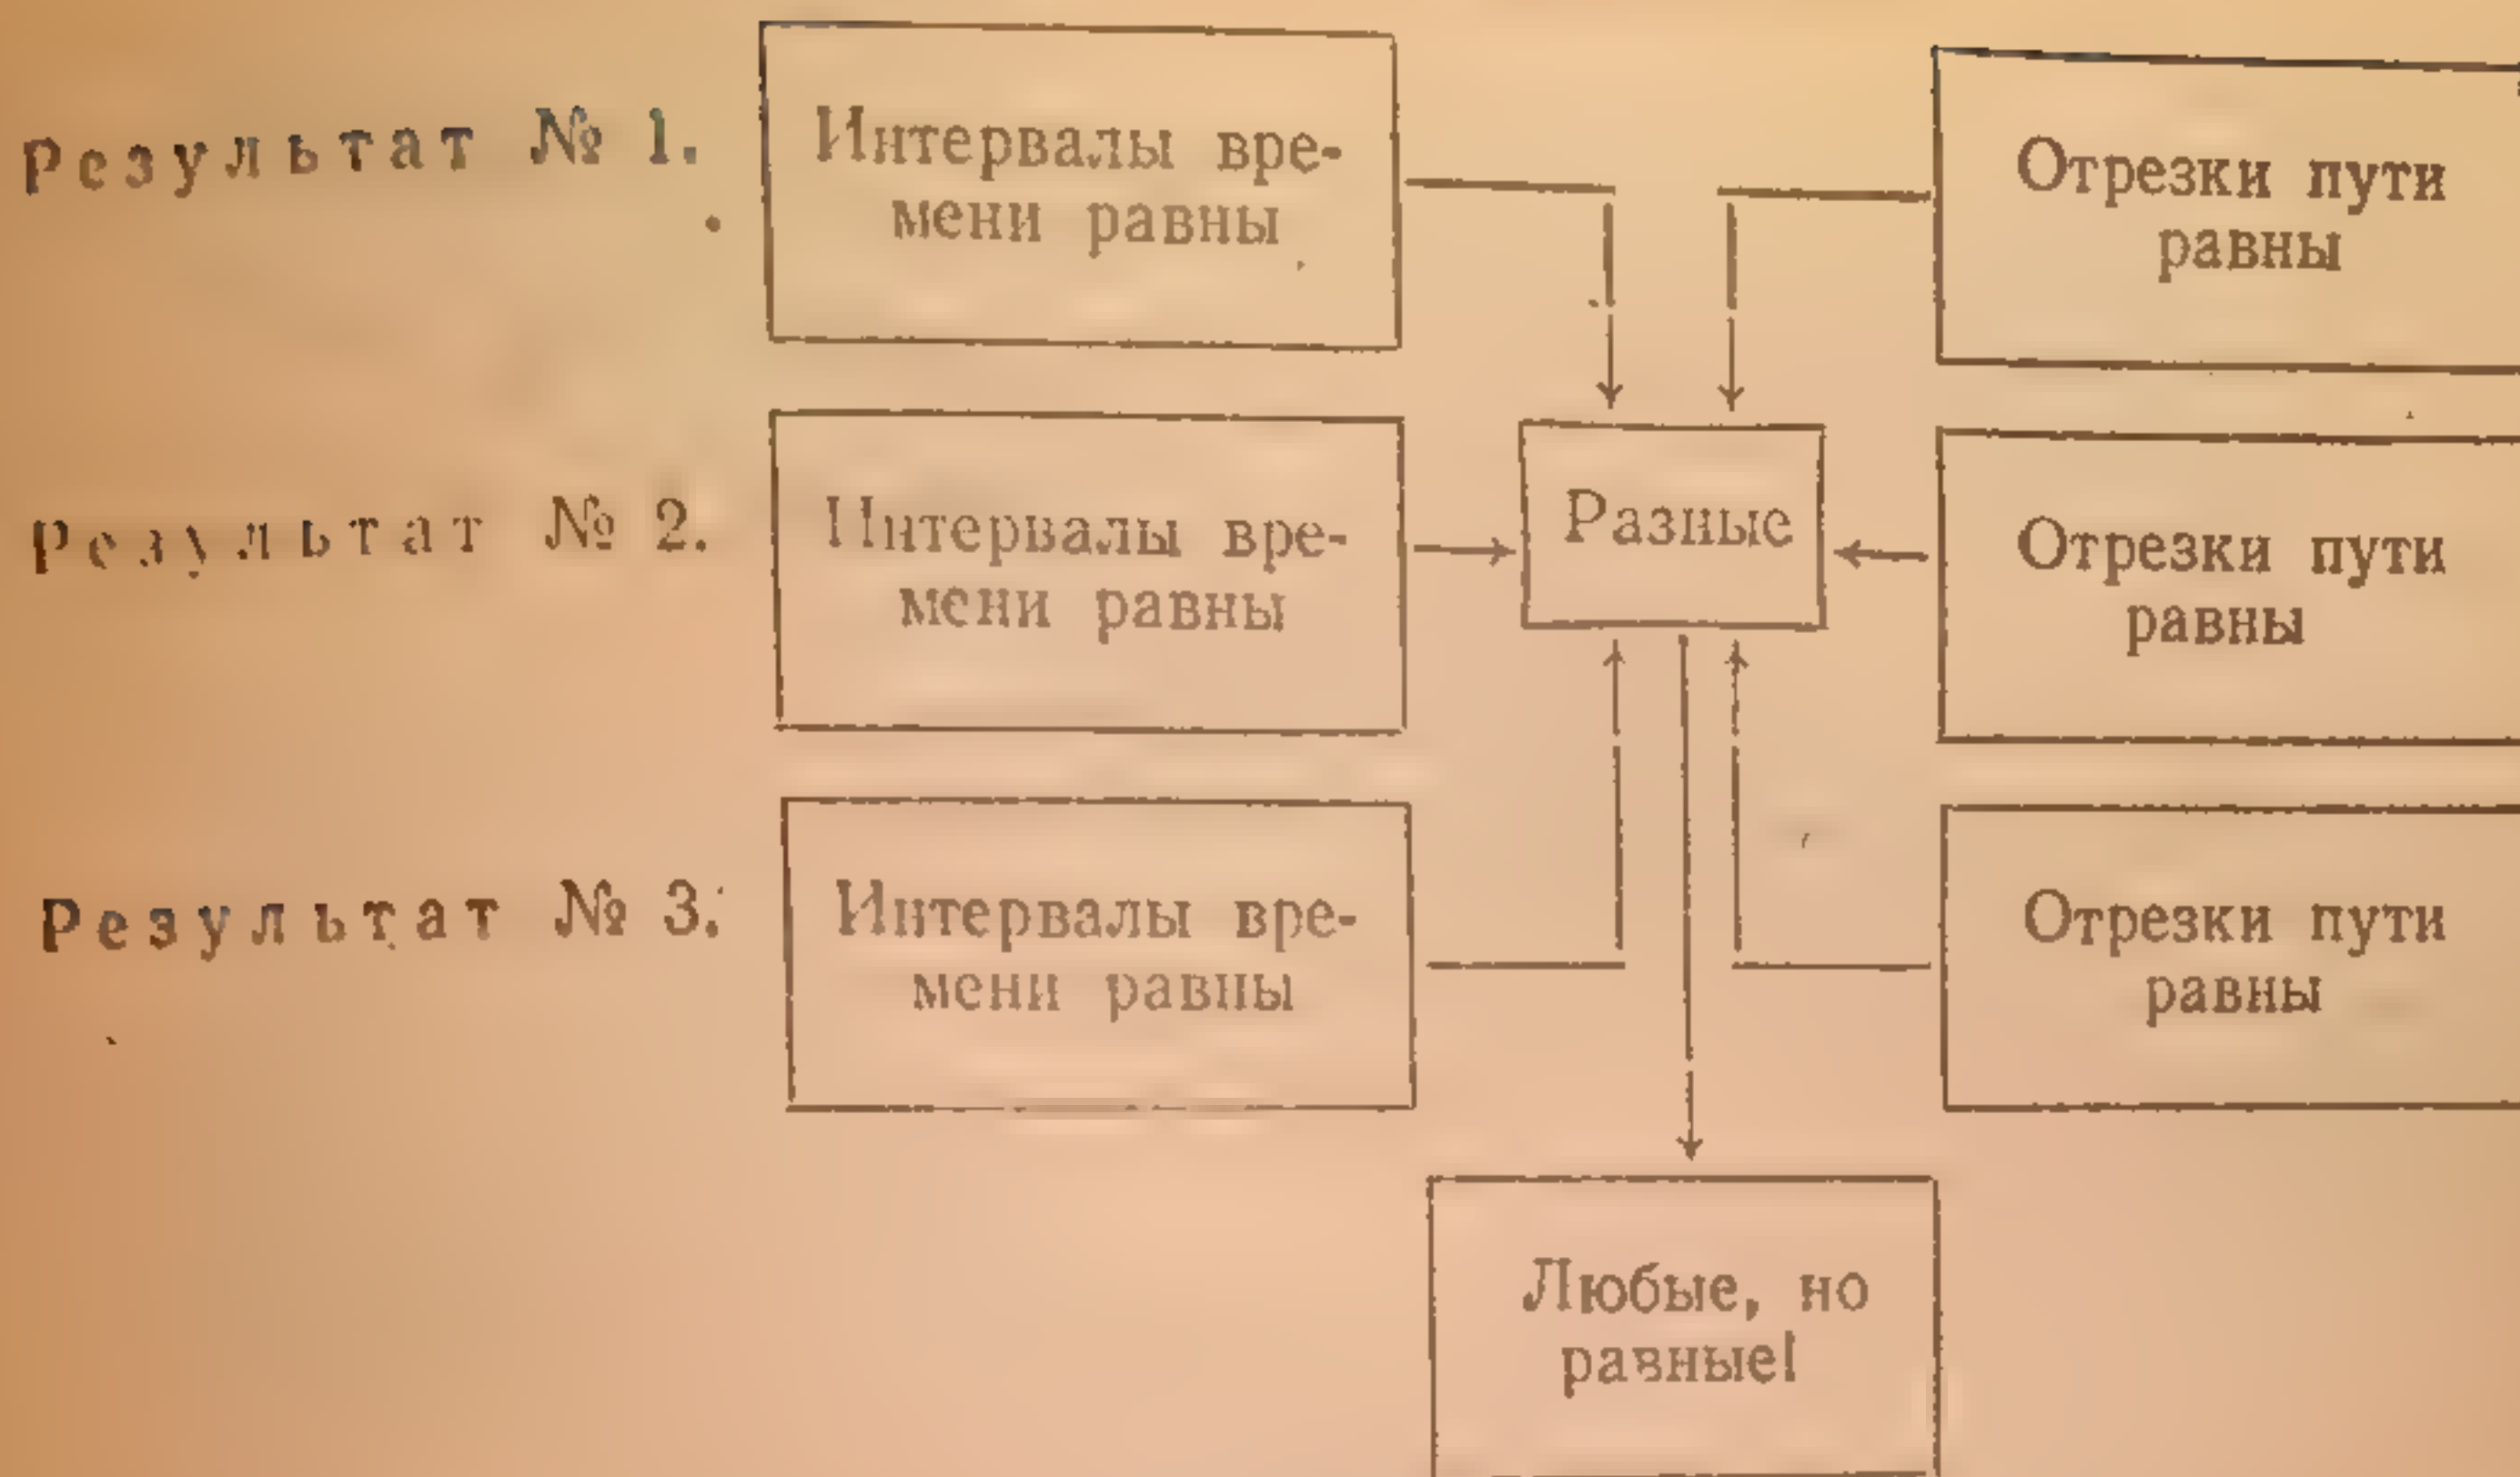 Результат № 1.
Интервалы вре-
мени равны
Отрезки пути
равны
Результат № 2.
Интервалы вре-
мени равны
Разные
Отрезки пути
равны
Результат № 3.
Интервалы вре-
мени равны
Отрезки пути
равны
Любые, но
равные!